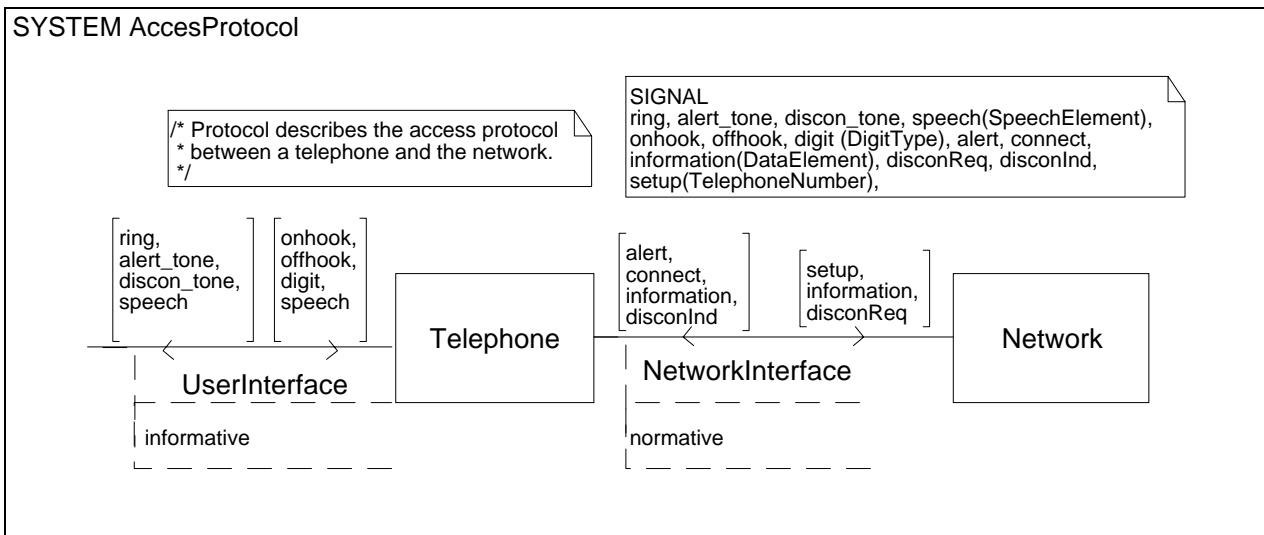 SYSTEM AccesProtocol
/* Protocol describes the access protocol
* between a telephone and the network.
*/
SIGNAL
ring, alert_tone, discon_tone, speech(SpeechElement),
onhook, offhook, digit (DigitType), alert, connect,
information(DataElement), disconReq, disconInd,
setup(TelephoneNumber),
ring,
alert_tone,
discon_tone,
speech
onhook,
offhook,
digit,
speech
Telephone
alert,
connect,
information,
disconInd
setup,
information,
disconReq
Network
UserInterface
NetworkInterface
informative
normative